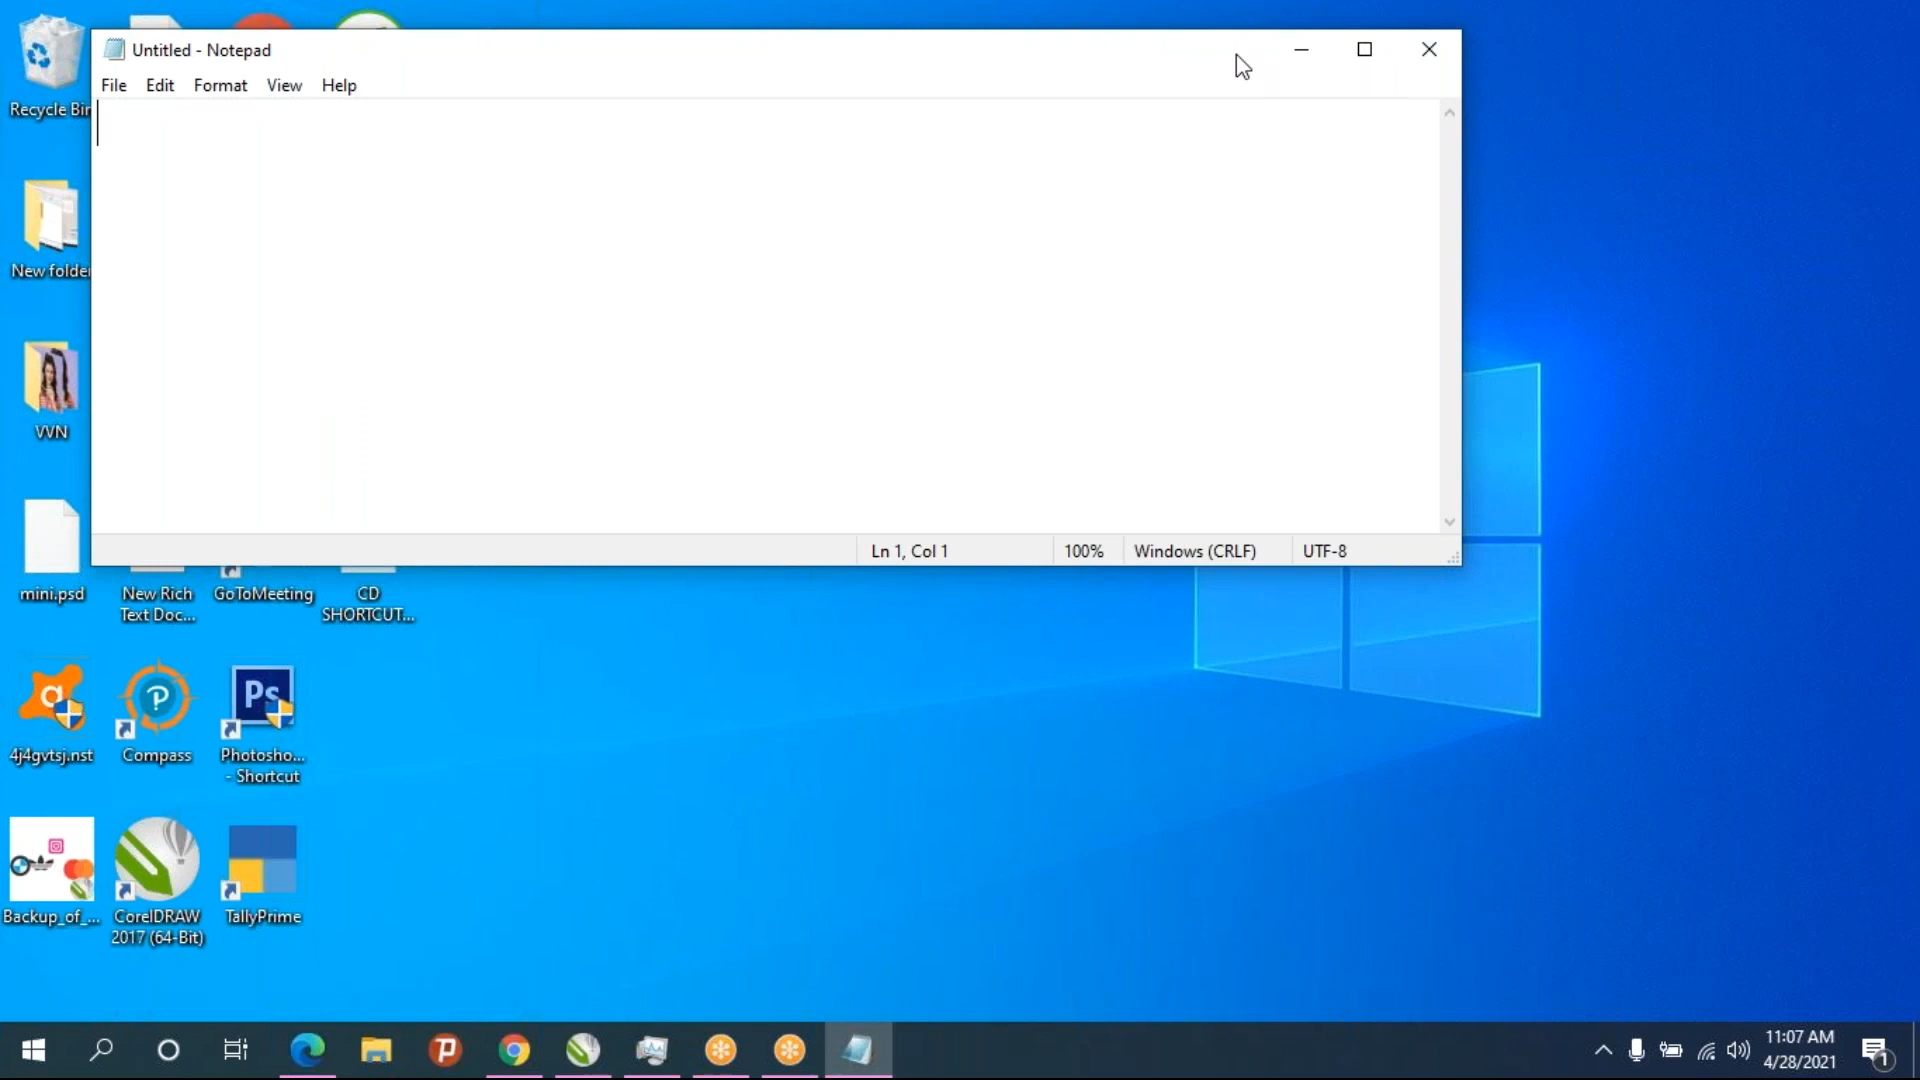 Untitled - Notepad
File Edit Format View Help
Ln 1, Col 1
100%
Windows (CRLF)
UTF-8
Recycle Bin
New folder
VVN
mini.psd
New Rich
Text Doc...
GoToMeeting
CD
SHORTCUT...
4j4gvtsj.nst
Compass
Ps
Photosho...
- Shortcut
Backup_of_...
CorelDRAW
2017 (64-Bit)
TallyPrime
11:07 AM
4/28/2021
1